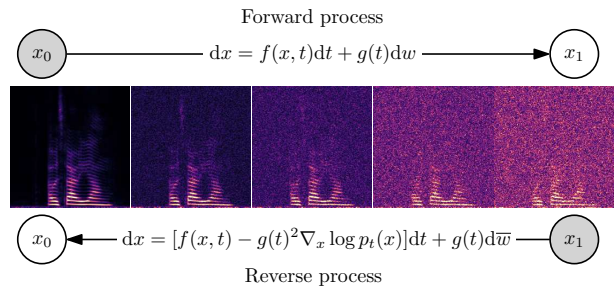 Forward process
x₀ dx = f(x, t)dt + g(t)dw x₁
x₀ dx = [f(x, t) − g(t)²∇ₓ log pₜ(x)]dt + g(t)dw̅ x₁
Reverse process